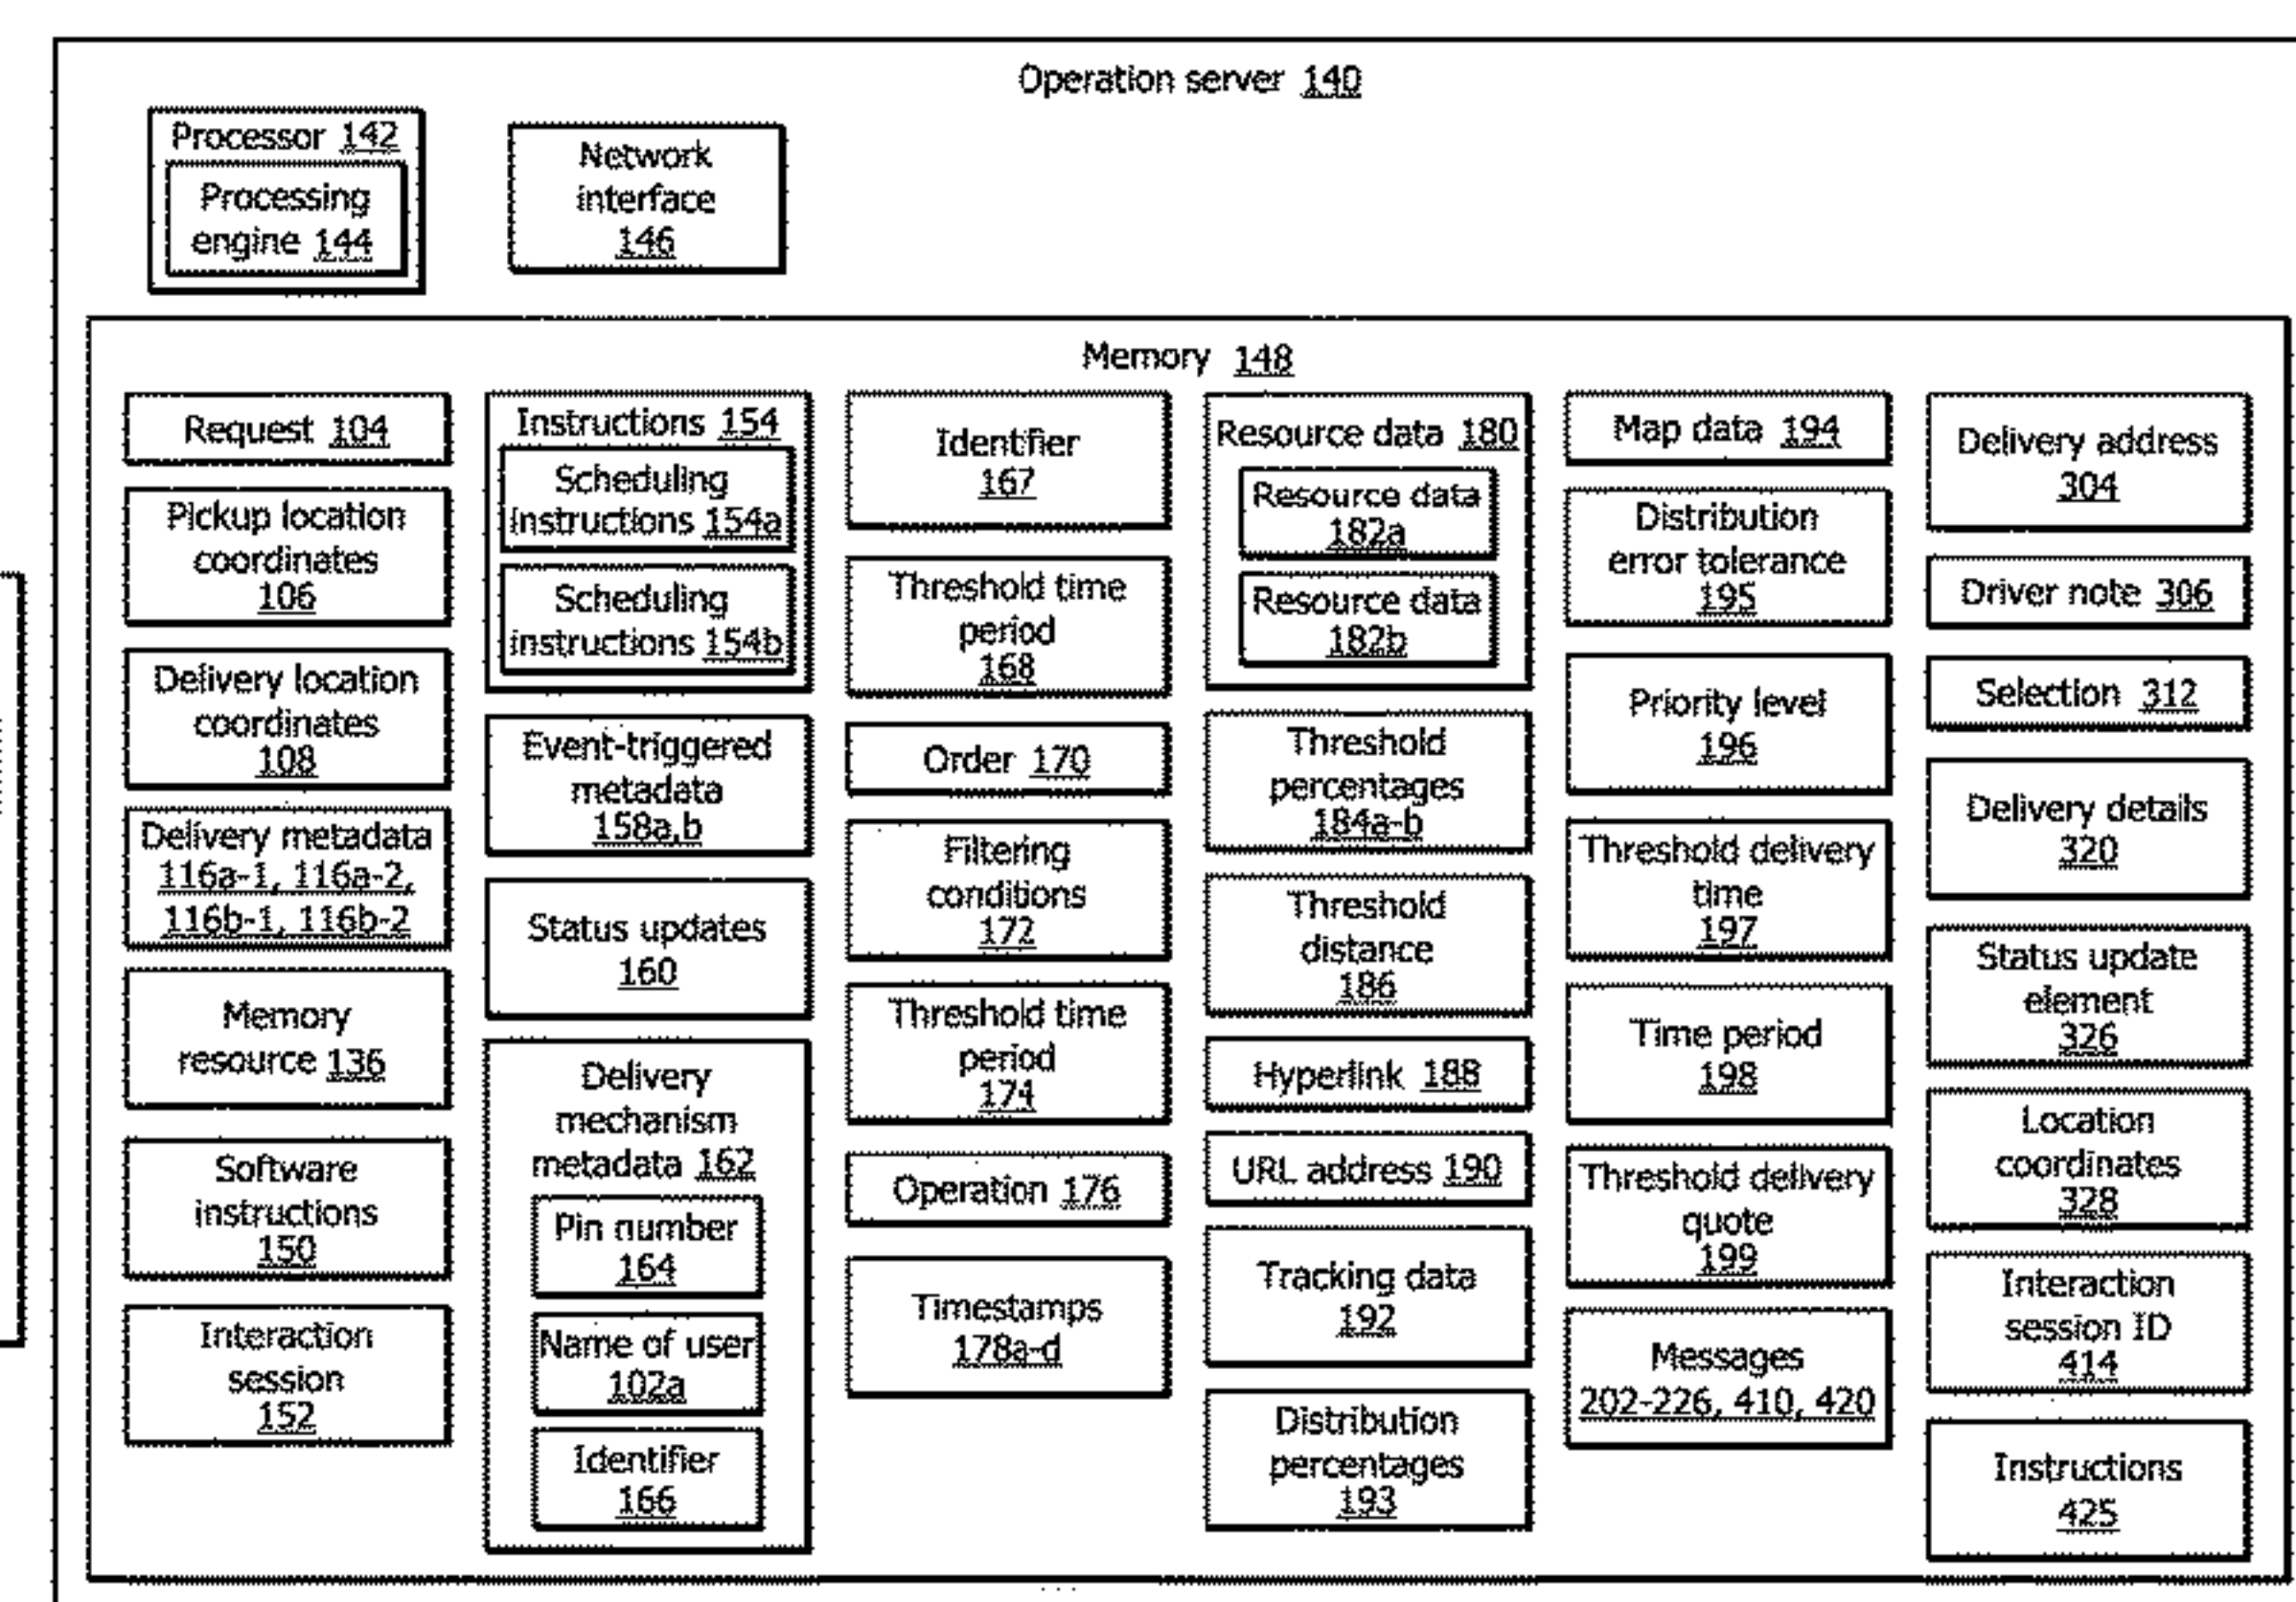 Operation server 140
Processor 142
Processing
engine 144
Network
interface
146
Memory 148
Request 104
Pickup location
coordinates
106
Delivery location
coordinates
108
Delivery metadata
116a-1, 116a-2,
116b-1, 116b-2
Memory
resource 136
Software
instructions
150
Interaction
session
152
Instructions 154
Scheduling
instructions 154a
Scheduling
instructions 154b
Event-triggered
metadata
158a,b
Status updates
160
Delivery
mechanism
metadata 162
Pin number
164
Name of user
102a
Identifier
166
Identifier
167
Threshold time
period
168
Order 170
Filtering
conditions
172
Threshold time
period
174
Operation 176
Timestamps
178a-d
Resource data 180
Resource data
182a
Resource data
182b
Threshold
percentages
184a-b
Threshold
distance
186
Hyperlink 188
URL address 190
Tracking data
192
Distribution
percentages
193
Map data 194
Distribution
error tolerance
195
Priority level
196
Threshold delivery
time
197
Time period
198
Threshold delivery
quote
199
Messages
202-226, 410, 420
Delivery address
304
Driver note 306
Selection 312
Delivery details
320
Status update
element
326
Location
coordinates
328
Interaction
session ID
414
Instructions
425